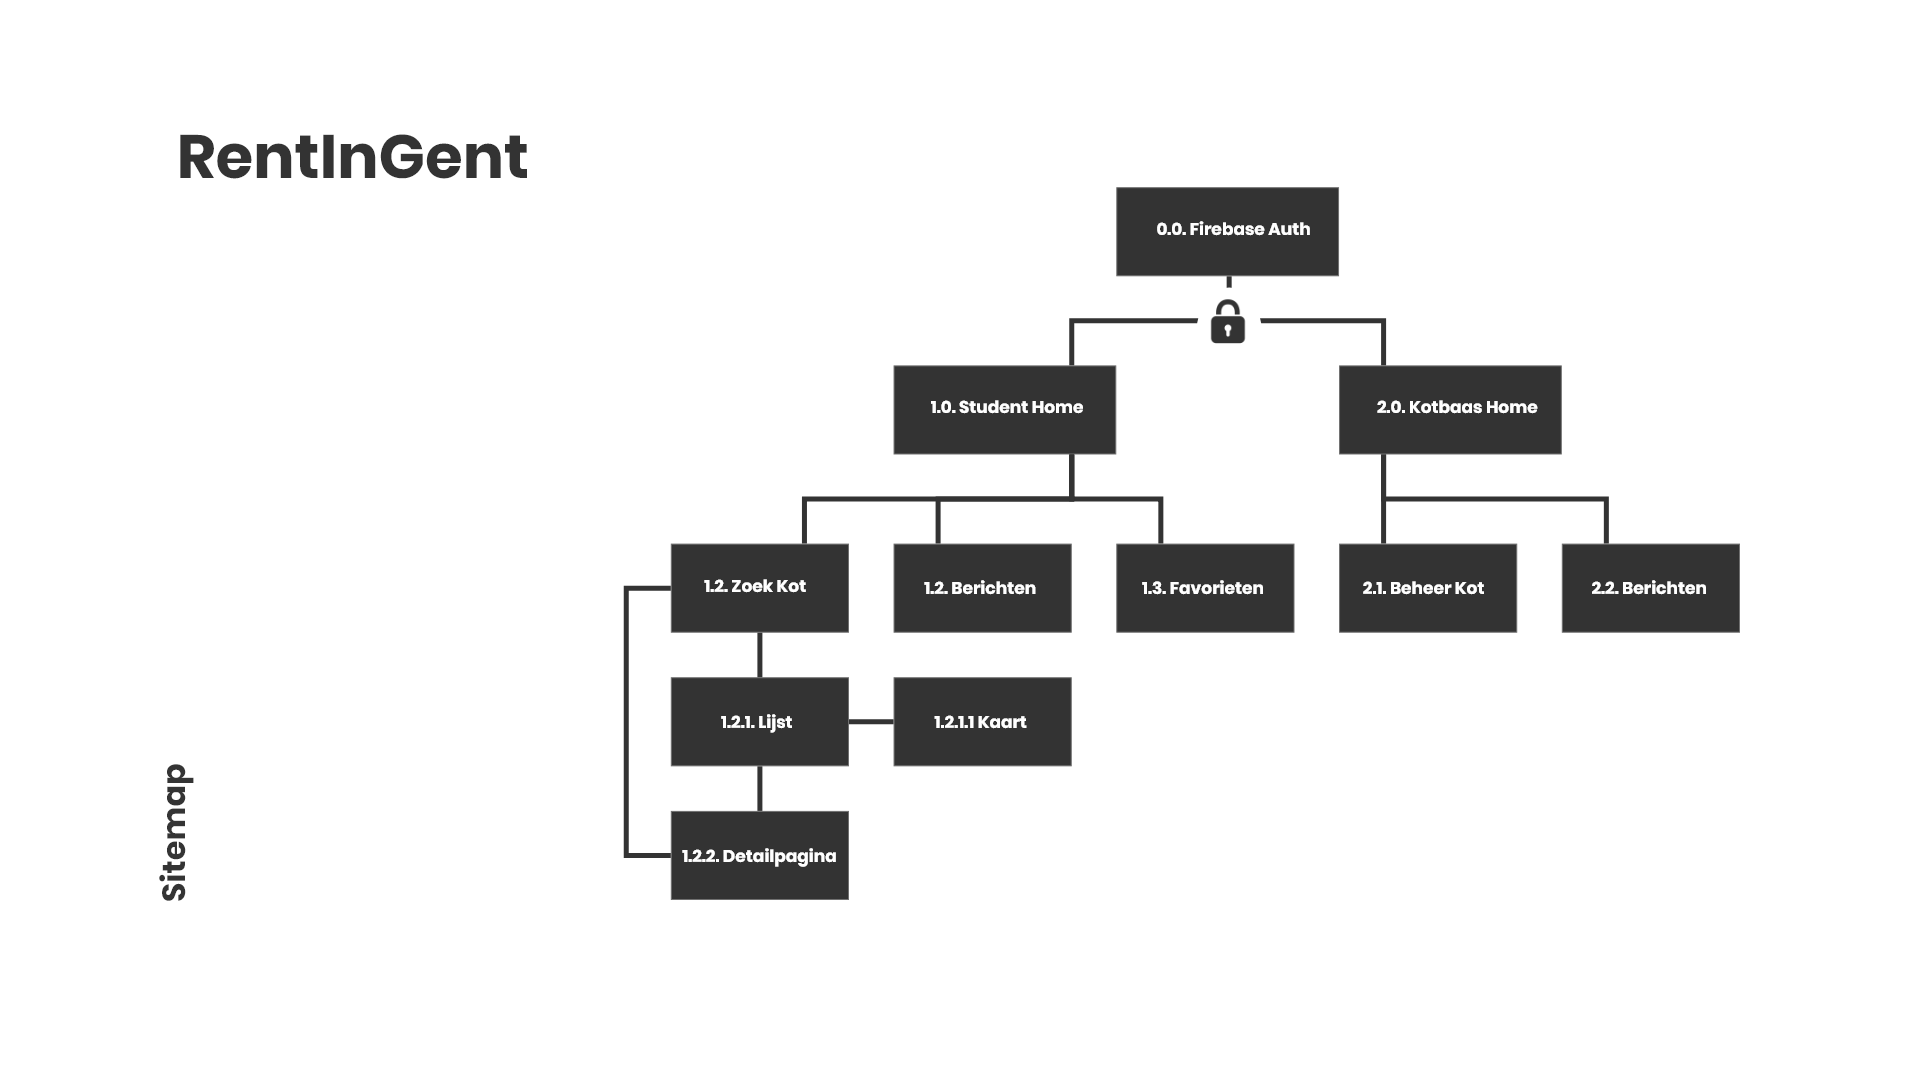 RentInGent
0.0. Firebase Auth
1.0. Student Home
2.0. Kotbaas Home
1.2. Zoek Kot
1.2. Berichten
1.3. Favorieten
2.1. Beheer Kot
2.2. Berichten
1.2.1. Lijst
1.2.1.1 Kaart
1.2.2. Detailpagina
Sitemap